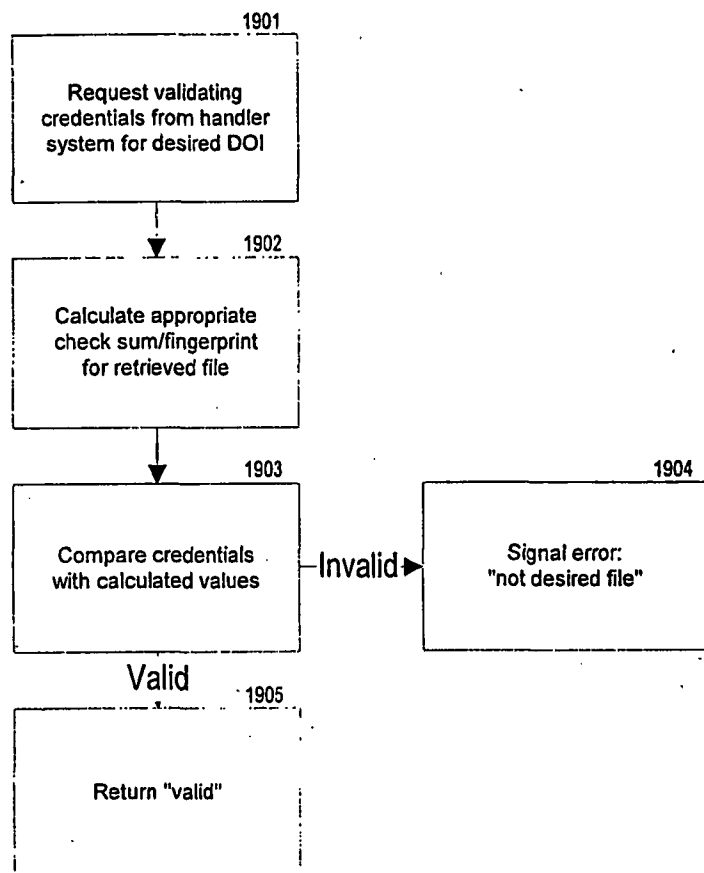 1901
Request validating
credentials from handler
system for desired DOI
1902
Calculate appropriate
check sum/fingerprint
for retrieved file
1903
Compare credentials
with calculated values
Invalid
1904
Signal error:
"not desired file"
Valid
1905
Return "valid"